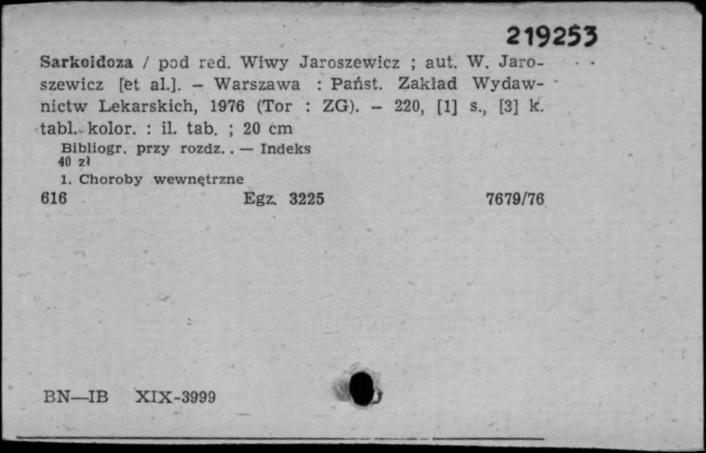 219253
Sarkoidoza / pod red. Wiwy Jaroszewicz ; aut. W. Jaro-
szewicz [et al.]. – Warszawa : Państ. Zakład Wydaw-
nictw Lekarskich, 1976 (Tor : ZG). – 220, [1] s., [3] k.
tabl. kolor. : il. tab. ; 20 cm
Bibliogr. przy rozdz.. — Indeks
40 zł
1. Choroby wewnętrzne
616 Egz. 3225 7679/76
BN—IB XIX-3999